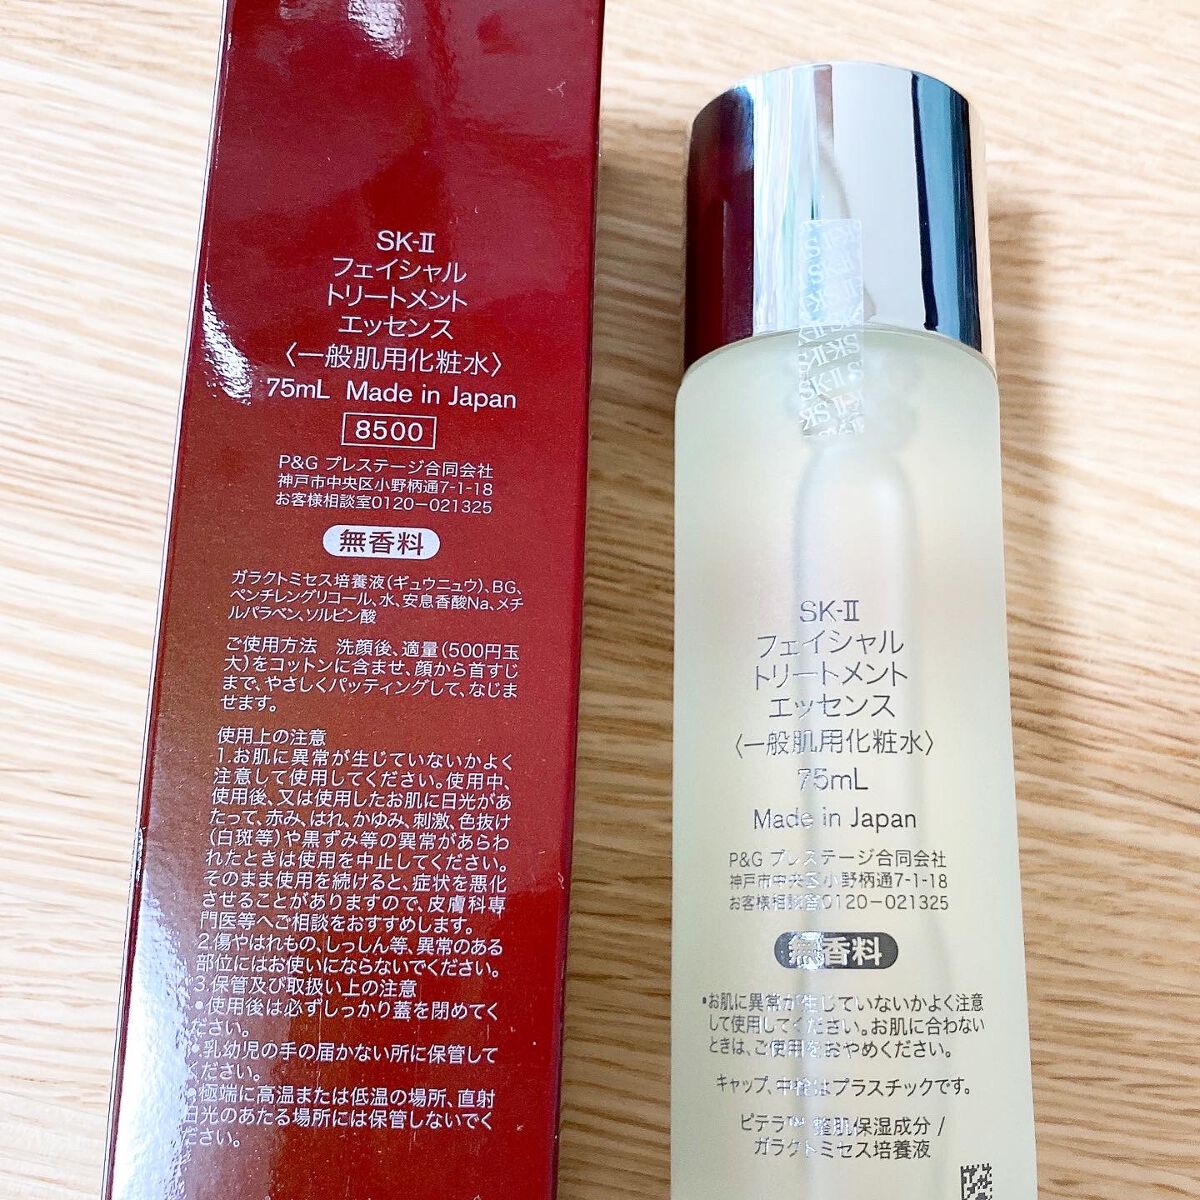 SK-II
フェイシャル
トリートメント
エッセンス
〈一般肌用化粧水〉
75mL Made in Japan
8500
P&G プレステージ合同会社
神戸市中央区小野柄通7-1-18
お客様相談室0120-021325
無香料
ガラクトミセス培養液(ギュウニュウ)、BG、
ペンチレングリコール、水、安息香酸Na、メチ
ルパラベン、ソルビン酸
ご使用方法 洗顔後、適量(500円玉
大)をコットンに含ませ、顔から首すじ
まで、やさしくパッティングして、なじま
せます。
使用上の注意
1.お肌に異常が生じていないかよく
注意して使用してください。使用中、
使用後、又は使用したお肌に日光があ
たって、赤み、はれ、かゆみ、刺激、色抜け
(白斑等)や黒ずみ等の異常があらわ
れたときは使用を中止してください。
そのまま使用を続けると、症状を悪化
させることがありますので、皮膚科専
門医等へご相談をおすすめします。
2.傷やはれもの、しっしん等、異常のある
部位にはお使いにならないでください。
3.保管及び取扱い上の注意
●使用後は必ずしっかり蓋を閉めてく
ださい。
●乳幼児の手の届かない所に保管して
ください。
●極端に高温または低温の場所、直射
日光のあたる場所には保管しないでく
ださい。
SK-II S
SK-II
フェイシャル
トリートメント
エッセンス
〈一般肌用化粧水〉
75mL
Made in Japan
P&G プレステージ合同会社
神戸市中央区小野柄通7-1-18
お客様相談室0120-021325
無香料
•お肌に異常が生じていないかよく注意
して使用してください。お肌に合わない
ときは、ご使用をおやめください。
キャップ、中栓はプラスチックです。
ピテラ™ 整肌保湿成分/
ガラクトミセス培養液